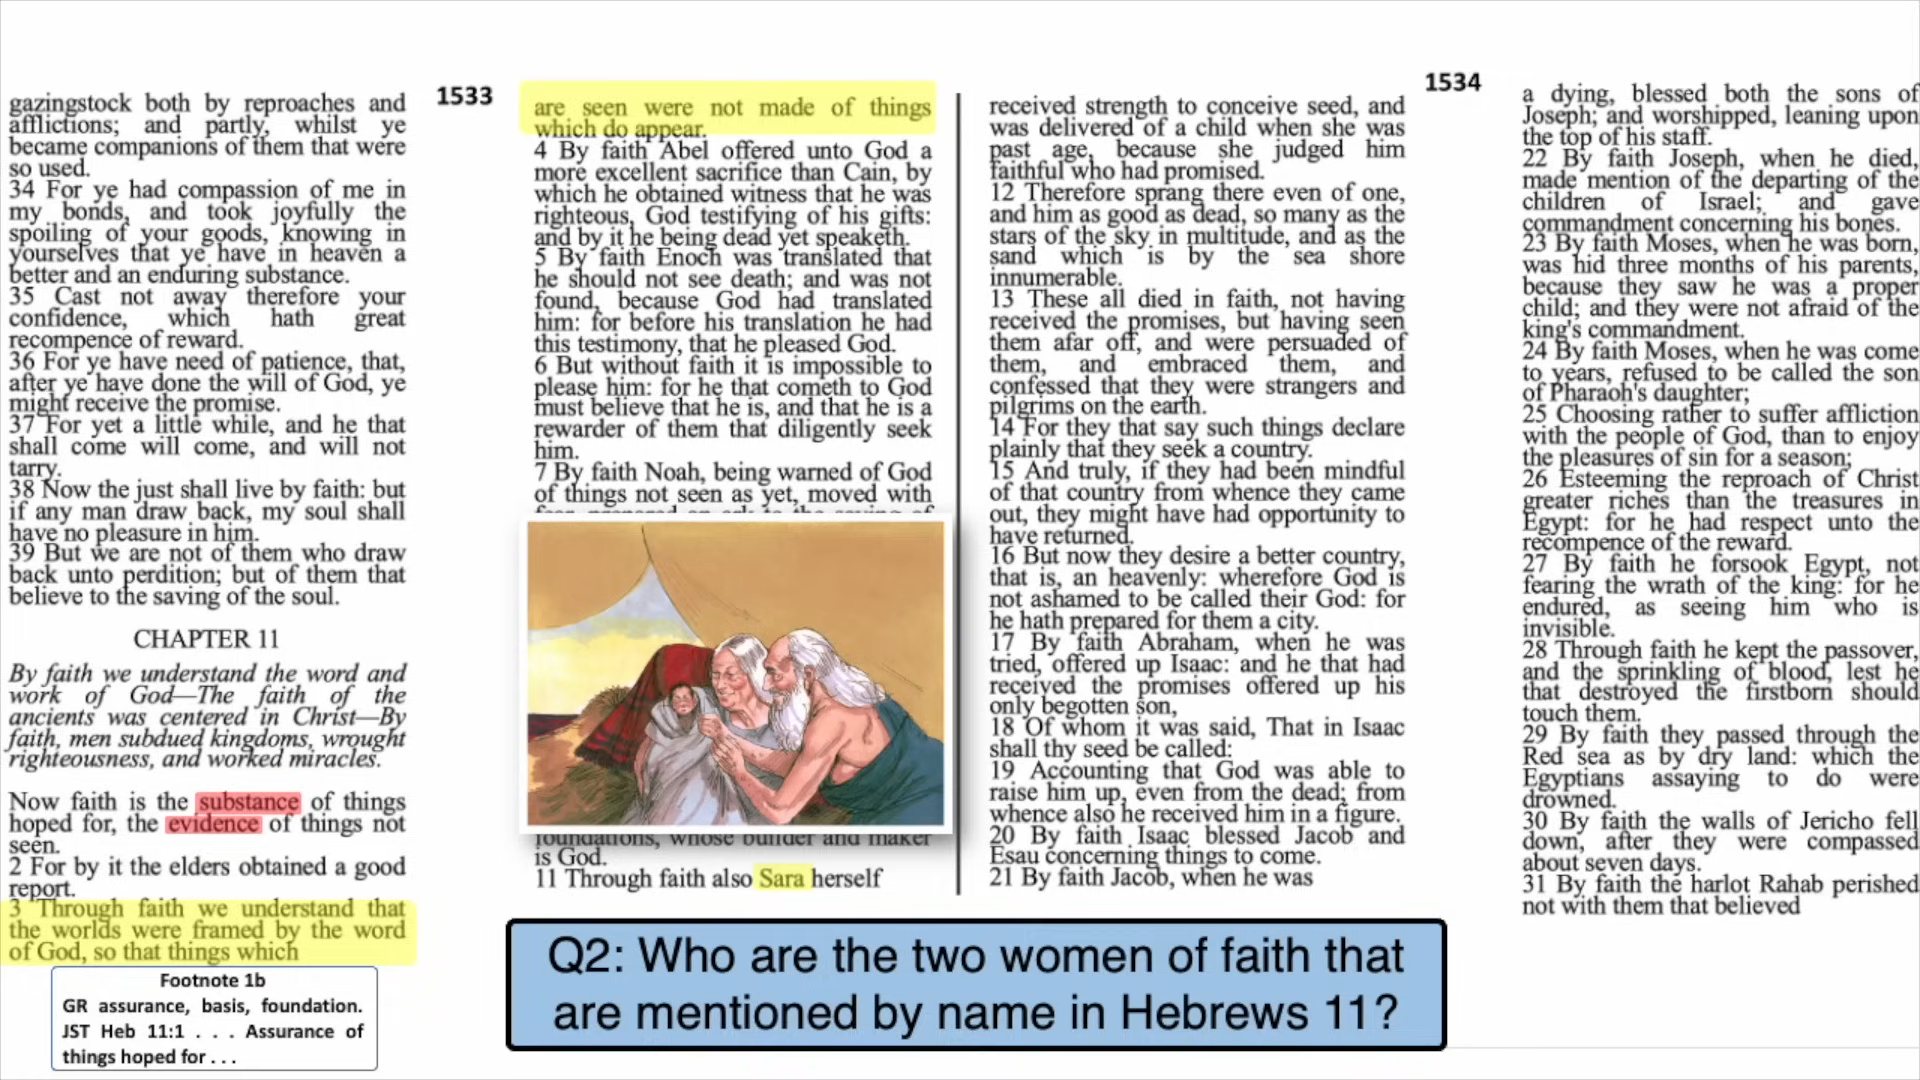 gazingstock both by reproaches and
afflictions; and partly, whilst ye
became companions of them that were
so used.
34 For ye had compassion of me in
my bonds, and took joyfully the
spoiling of your goods, knowing in
yourselves that ye have in heaven a
better and an enduring substance.
35 Cast not away therefore your
confidence, which hath great
recompence of reward.
36 For ye have need of patience, that,
after ye have done the will of God, ye
might receive the promise.
37 For yet a little while, and he that
shall come will come, and will not
tarry.
38 Now the just shall live by faith: but
if any man draw back, my soul shall
have no pleasure in him.
39 But we are not of them who draw
back unto perdition; but of them that
believe to the saving of the soul.
CHAPTER 11
By faith we understand the word and
work of God—The faith of the
ancients was centered in Christ—By
faith, men subdued kingdoms, wrought
righteousness, and worked miracles.
Now faith is the substance of things
hoped for, the evidence of things not
seen.
2 For by it the elders obtained a good
report.
3 Through faith we understand that
the worlds were framed by the word
of God, so that things which
Footnote 1b
GR assurance, basis, foundation.
JST Heb 11:1 . . . Assurance of
things hoped for . . .
1533
are seen were not made of things
which do appear.
4 By faith Abel offered unto God a
more excellent sacrifice than Cain, by
which he obtained witness that he was
righteous, God testifying of his gifts:
and by it he being dead yet speaketh.
5 By faith Enoch was translated that
he should not see death; and was not
found, because God had translated
him: for before his translation he had
this testimony, that he pleased God.
6 But without faith it is impossible to
please him: for he that cometh to God
must believe that he is, and that he is a
rewarder of them that diligently seek
him.
7 By faith Noah, being warned of God
of things not seen as yet, moved with
foundations, whose builder and maker
is God.
11 Through faith also Sara herself
received strength to conceive seed, and
was delivered of a child when she was
past age, because she judged him
faithful who had promised.
12 Therefore sprang there even of one,
and him as good as dead, so many as the
stars of the sky in multitude, and as the
sand which is by the sea shore
innumerable.
13 These all died in faith, not having
received the promises, but having seen
them afar off, and were persuaded of
them, and embraced them, and
confessed that they were strangers and
pilgrims on the earth.
14 For they that say such things declare
plainly that they seek a country.
15 And truly, if they had been mindful
of that country from whence they came
out, they might have had opportunity to
have returned.
16 But now they desire a better country,
that is, an heavenly: wherefore God is
not ashamed to be called their God: for
he hath prepared for them a city.
17 By faith Abraham, when he was
tried, offered up Isaac: and he that had
received the promises offered up his
only begotten son,
18 Of whom it was said, That in Isaac
shall thy seed be called:
19 Accounting that God was able to
raise him up, even from the dead; from
whence also he received him in a figure.
20 By faith Isaac blessed Jacob and
Esau concerning things to come.
21 By faith Jacob, when he was
1534
a dying, blessed both the sons of
Joseph; and worshipped, leaning upon
the top of his staff.
22 By faith Joseph, when he died,
made mention of the departing of the
children of Israel; and gave
commandment concerning his bones.
23 By faith Moses, when he was born,
was hid three months of his parents,
because they saw he was a proper
child; and they were not afraid of the
king's commandment.
24 By faith Moses, when he was come
to years, refused to be called the son
of Pharaoh's daughter;
25 Choosing rather to suffer affliction
with the people of God, than to enjoy
the pleasures of sin for a season;
26 Esteeming the reproach of Christ
greater riches than the treasures in
Egypt: for he had respect unto the
recompence of the reward.
27 By faith he forsook Egypt, not
fearing the wrath of the king: for he
endured, as seeing him who is
invisible.
28 Through faith he kept the passover,
and the sprinkling of blood, lest he
that destroyed the firstborn should
touch them.
29 By faith they passed through the
Red sea as by dry land: which the
Egyptians assaying to do were
drowned.
30 By faith the walls of Jericho fell
down, after they were compassed
about seven days.
31 By faith the harlot Rahab perished
not with them that believed
Q2: Who are the two women of faith that
are mentioned by name in Hebrews 11?